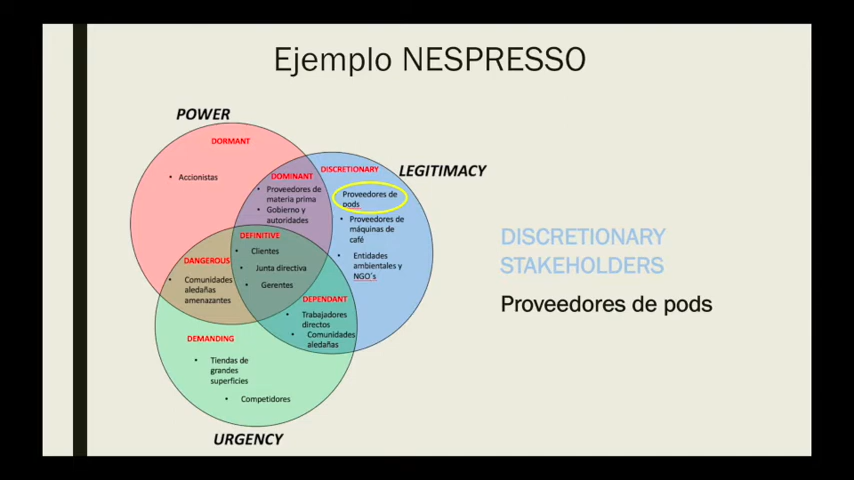 Ejemplo NESPRESSO
POWER
DORMANT
• Accionistas
DOMINANT
• Proveedores de
materia prima
• Gobierno y
autoridades
DISCRETIONARY
LEGITIMACY
Proveedores de
pods
• Proveedores de
máquinas de
café
• Entidades
ambientales y
NGO´s
DEFINITIVE
• Clientes
• Junta directiva
• Gerentes
DANGEROUS
• Comunidades
aledañas
amenazantes
DEPENDANT
• Trabajadores
directos
• Comunidades
aledañas
DEMANDING
• Tiendas de
grandes
superficies
• Competidores
URGENCY
DISCRETIONARY
STAKEHOLDERS
Proveedores de pods